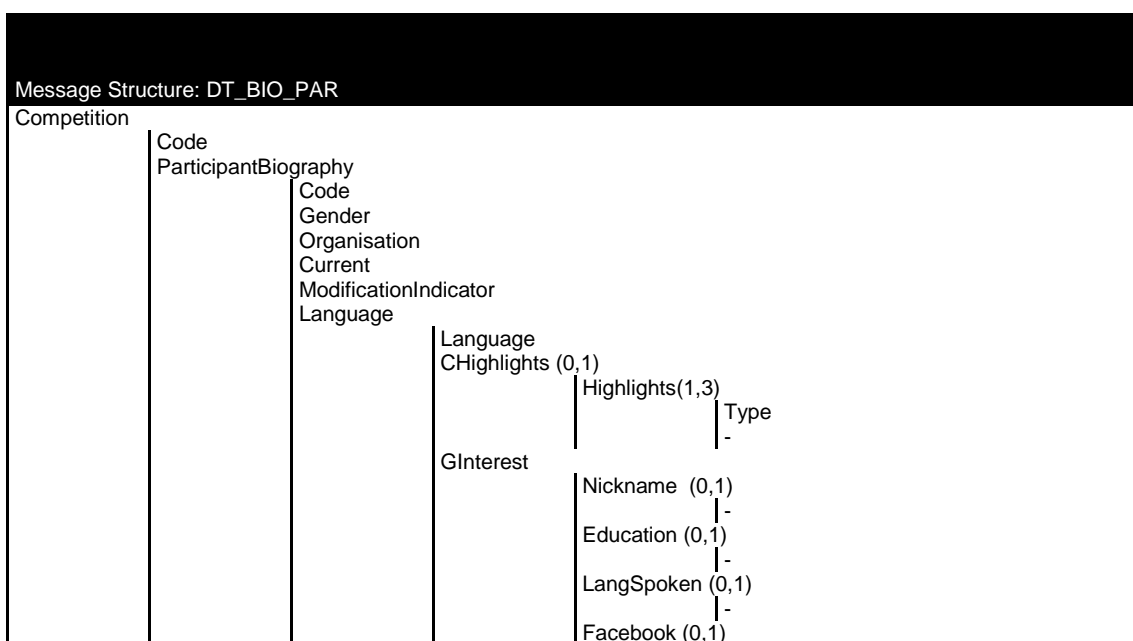 Message Structure: DT_BIO_PAR
Competition
Code
ParticipantBiography
Code
Gender
Organisation
Current
ModificationIndicator
Language
Language
CHighlights (0,1)
Highlights(1,3)
Type
-
GInterest
Nickname (0,1)
-
Education (0,1)
-
LangSpoken (0,1)
-
Facebook (0,1)